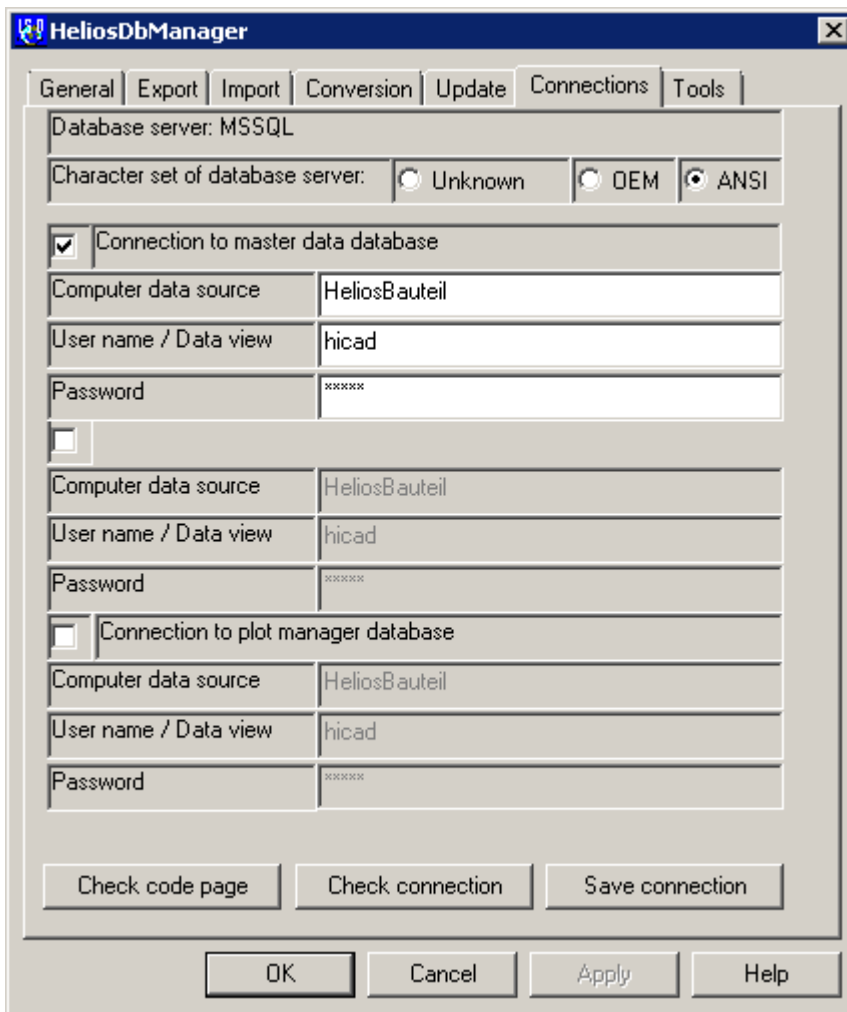 HeliosDbManager
General Export Import Conversion Update Connections Tools
Database server: MSSQL
Character set of database server: Unknown OEM ANSI
Connection to master data database
Computer data source HeliosBauteil
User name / Data view hicad
Password *****
Computer data source HeliosBauteil
User name / Data view hicad
Password *****
Connection to plot manager database
Computer data source HeliosBauteil
User name / Data view hicad
Password *****
Check code page Check connection Save connection
OK Cancel Apply Help